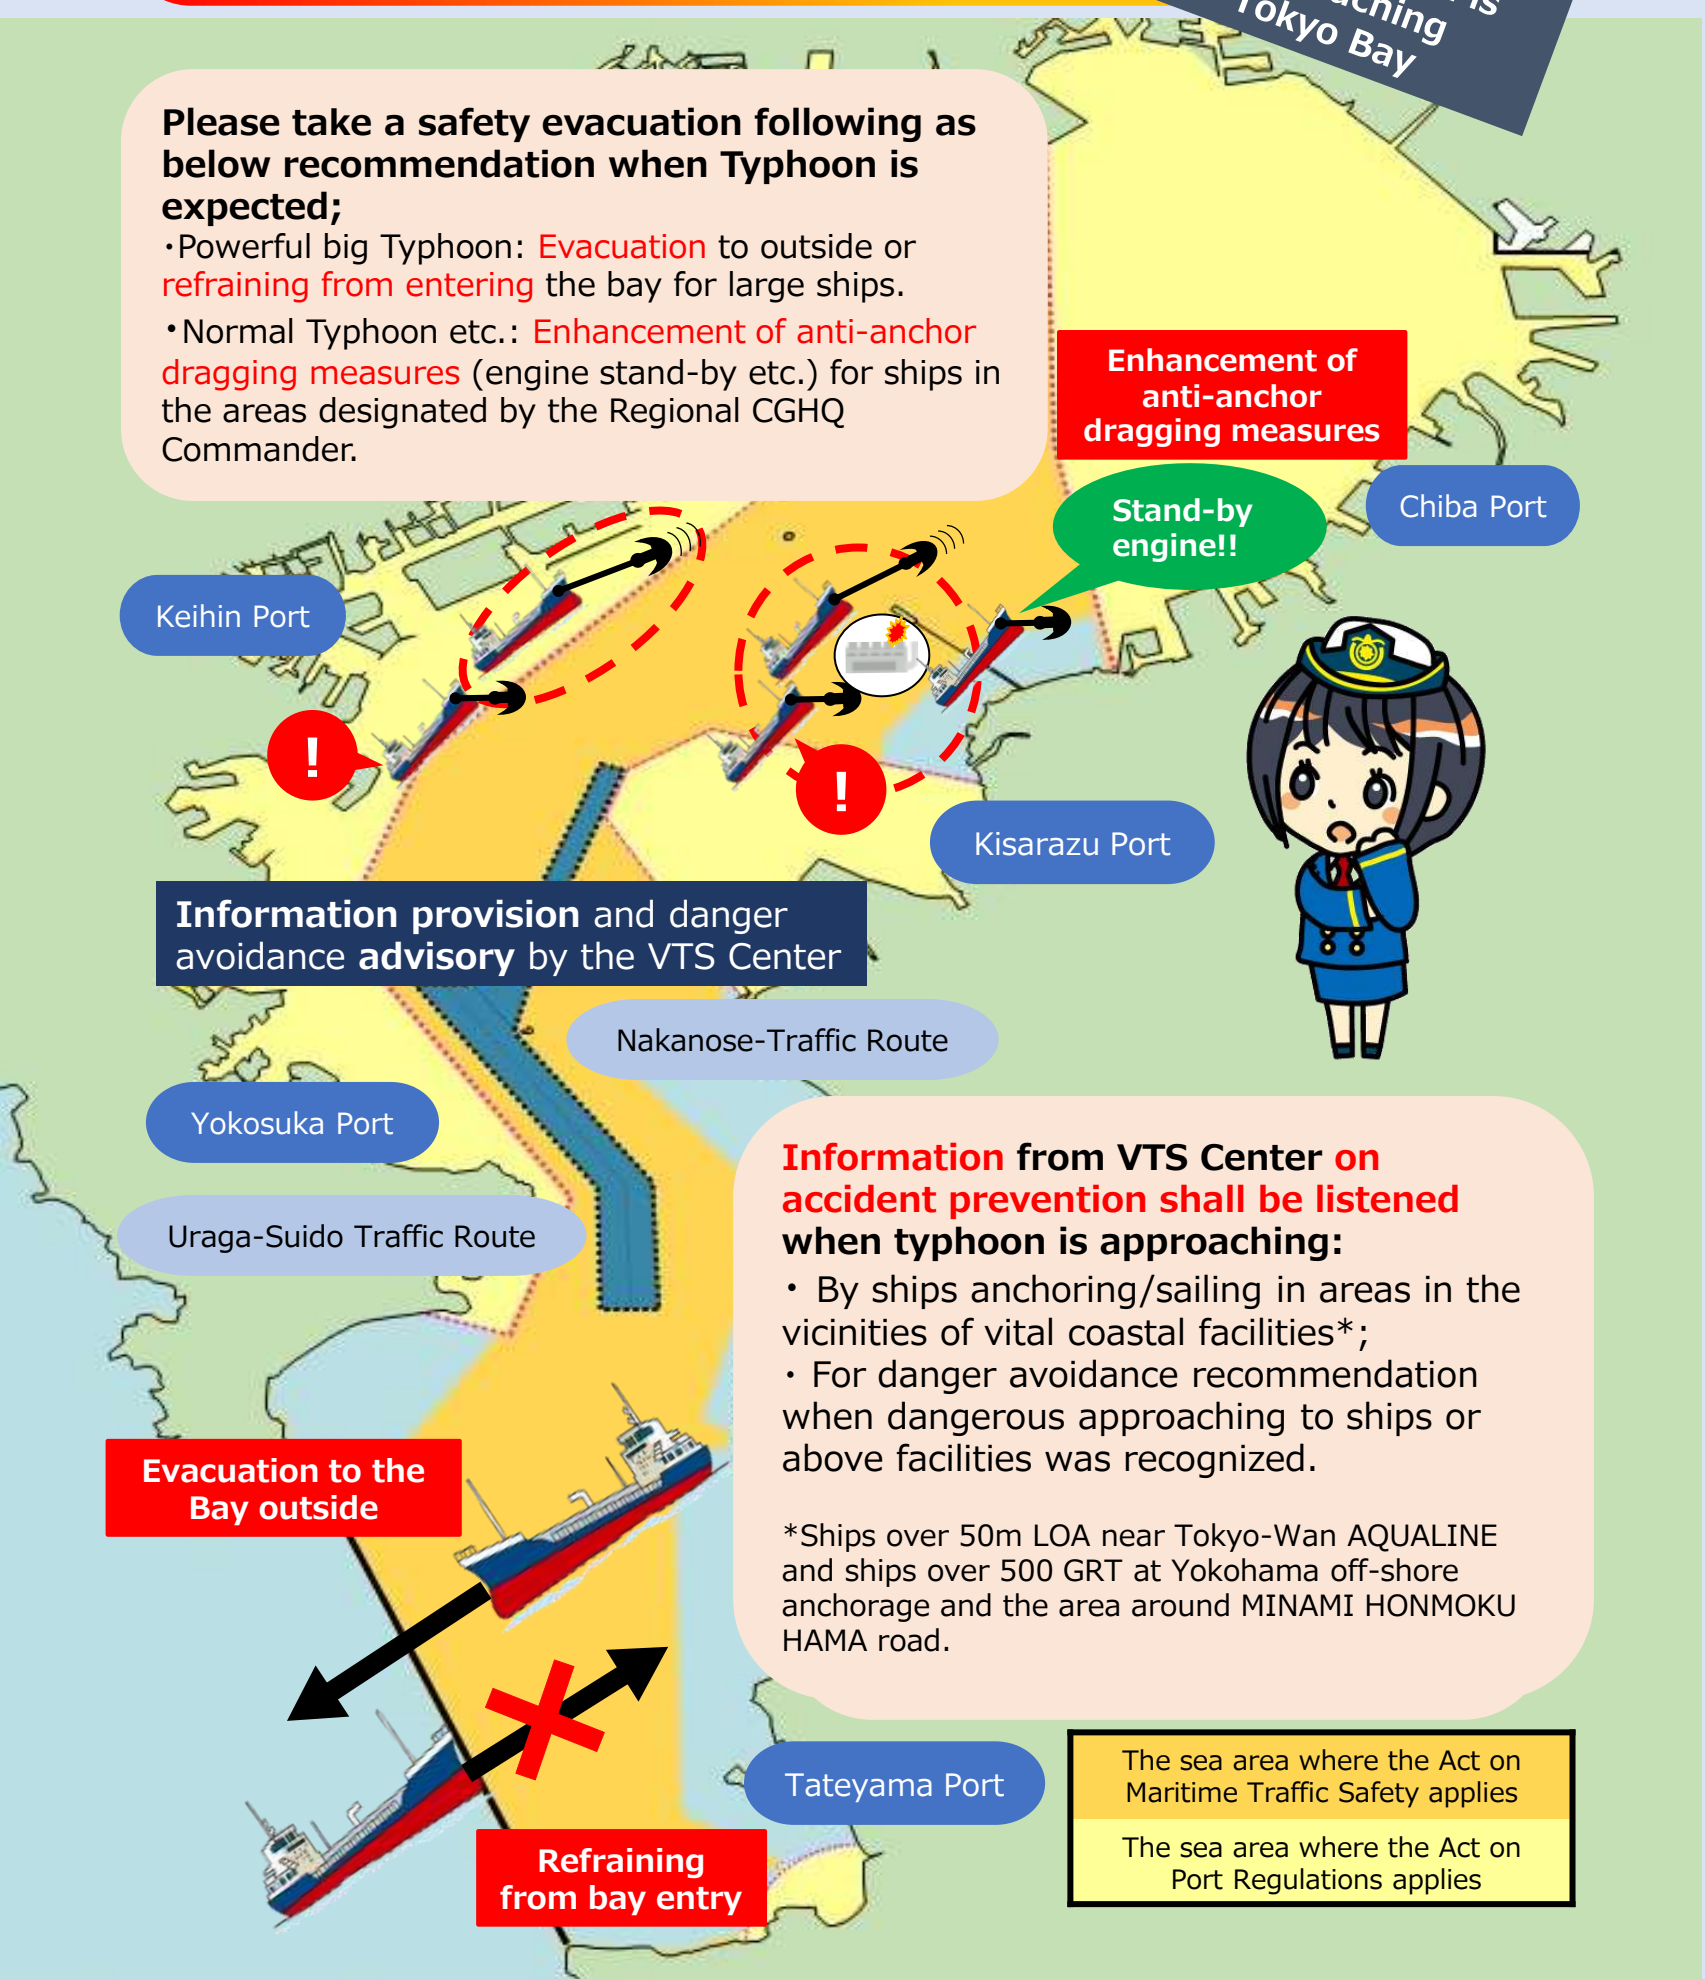 Tokyo Bay
Please take a safety evacuation following as
below recommendation when Typhoon is
expected;
・Powerful big Typhoon: Evacuation to outside or
refraining from entering the bay for large ships.
・Normal Typhoon etc.: Enhancement of anti-anchor
dragging measures (engine stand-by etc.) for ships in
the areas designated by the Regional CGHQ
Commander.
Enhancement of
anti-anchor
dragging measures
Stand-by
engine!!
Chiba Port
Keihin Port
!
!
Kisarazu Port
Information provision and danger
avoidance advisory by the VTS Center
Nakanose-Traffic Route
Yokosuka Port
Uraga-Suido Traffic Route
Information from VTS Center on
accident prevention shall be listened
when typhoon is approaching:
・ By ships anchoring/sailing in areas in the
vicinities of vital coastal facilities*;
・ For danger avoidance recommendation
when dangerous approaching to ships or
above facilities was recognized.
*Ships over 50m LOA near Tokyo-Wan AQUALINE
and ships over 500 GRT at Yokohama off-shore
anchorage and the area around MINAMI HONMOKU
HAMA road.
Evacuation to the
Bay outside
Tateyama Port
Refraining
from bay entry
The sea area where the Act on
Maritime Traffic Safety applies
The sea area where the Act on
Port Regulations applies